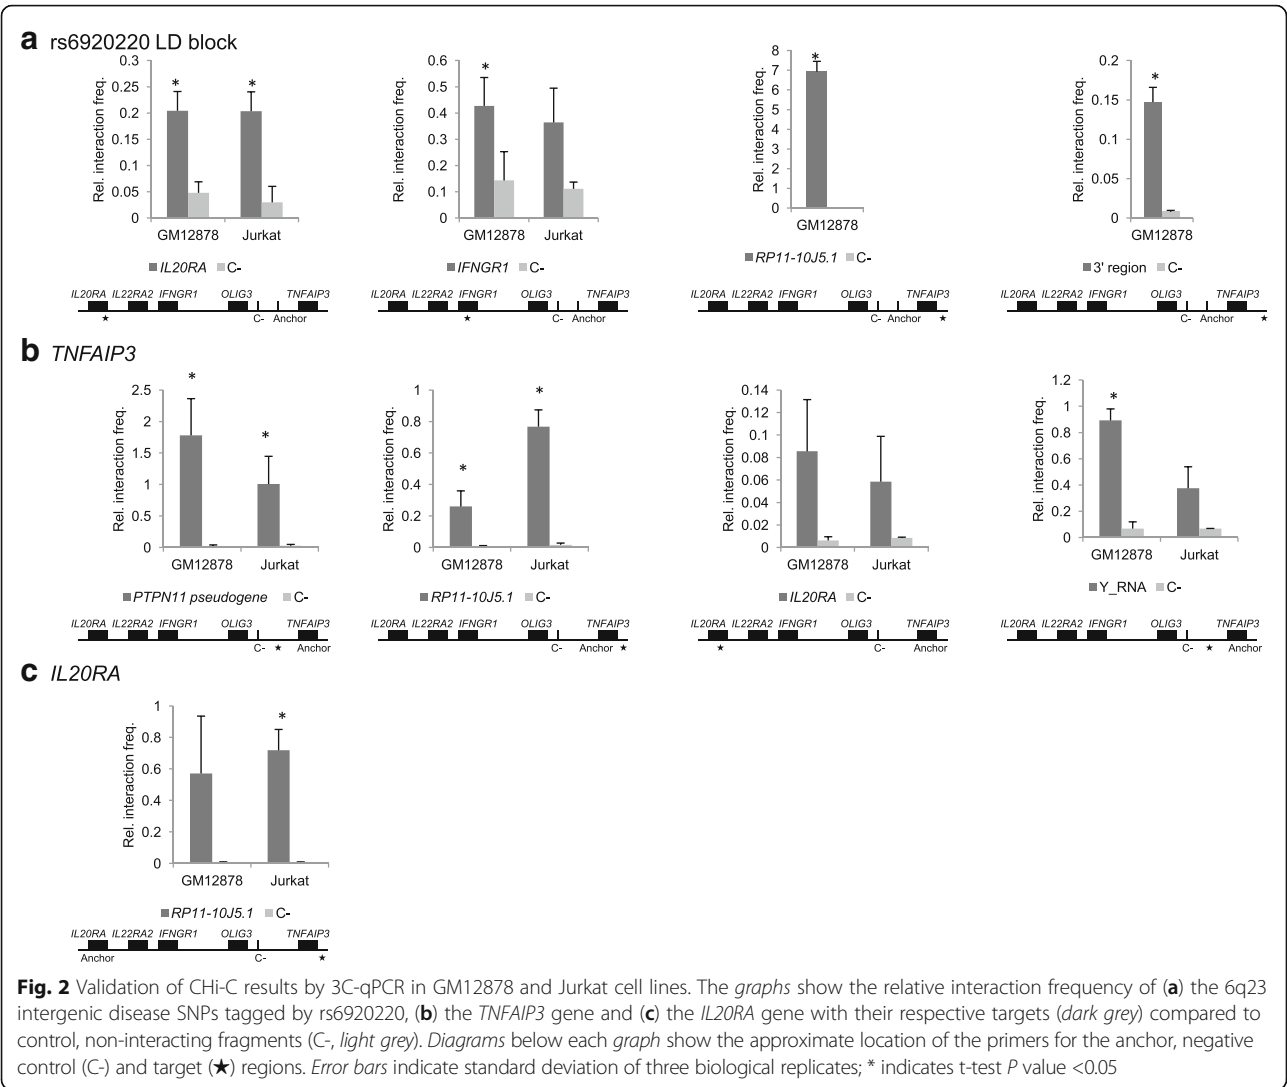 a rs6920220 LD block
Rel. interaction freq.
0.3
0.25
0.2
0.15
0.1
0.05
0
* *
GM12878 Jurkat
IL20RA C-
IL20RA IL22RA2 IFNGR1 OLIG3 TNFAIP3
★ C- Anchor
Rel. interaction freq.
0.6
0.5
0.4
0.3
0.2
0.1
0
*
GM12878 Jurkat
IFNGR1 C-
IL20RA IL22RA2 IFNGR1 OLIG3 TNFAIP3
★ C- Anchor
Rel. interaction freq.
8
7
6
5
4
3
2
1
0
*
GM12878
RP11-10J5.1 C-
IL20RA IL22RA2 IFNGR1 OLIG3 TNFAIP3
C- Anchor ★
Rel. interaction freq.
0.2
0.15
0.1
0.05
0
*
GM12878
3' region C-
IL20RA IL22RA2 IFNGR1 OLIG3 TNFAIP3
C- Anchor ★
b TNFAIP3
Rel. interaction freq.
2.5
2
1.5
1
0.5
0
* *
GM12878 Jurkat
PTPN11 pseudogene C-
IL20RA IL22RA2 IFNGR1 OLIG3 TNFAIP3
C- ★ Anchor
Rel. interaction freq.
1
0.8
0.6
0.4
0.2
0
* *
GM12878 Jurkat
RP11-10J5.1 C-
IL20RA IL22RA2 IFNGR1 OLIG3 TNFAIP3
C- Anchor ★
Rel. interaction freq.
0.14
0.12
0.1
0.08
0.06
0.04
0.02
0
GM12878 Jurkat
IL20RA C-
IL20RA IL22RA2 IFNGR1 OLIG3 TNFAIP3
★ C- Anchor
Rel. interaction freq.
1.2
1
0.8
0.6
0.4
0.2
0
*
GM12878 Jurkat
Y_RNA C-
IL20RA IL22RA2 IFNGR1 OLIG3 TNFAIP3
C- ★ Anchor
c IL20RA
Rel. interaction freq.
1
0.8
0.6
0.4
0.2
0
*
GM12878 Jurkat
RP11-10J5.1 C-
IL20RA IL22RA2 IFNGR1 OLIG3 TNFAIP3
Anchor C- ★
Fig. 2 Validation of CHi-C results by 3C-qPCR in GM12878 and Jurkat cell lines. The graphs show the relative interaction frequency of (a) the 6q23
intergenic disease SNPs tagged by rs6920220, (b) the TNFAIP3 gene and (c) the IL20RA gene with their respective targets (dark grey) compared to
control, non-interacting fragments (C-, light grey). Diagrams below each graph show the approximate location of the primers for the anchor, negative
control (C-) and target (★) regions. Error bars indicate standard deviation of three biological replicates; * indicates t-test P value <0.05